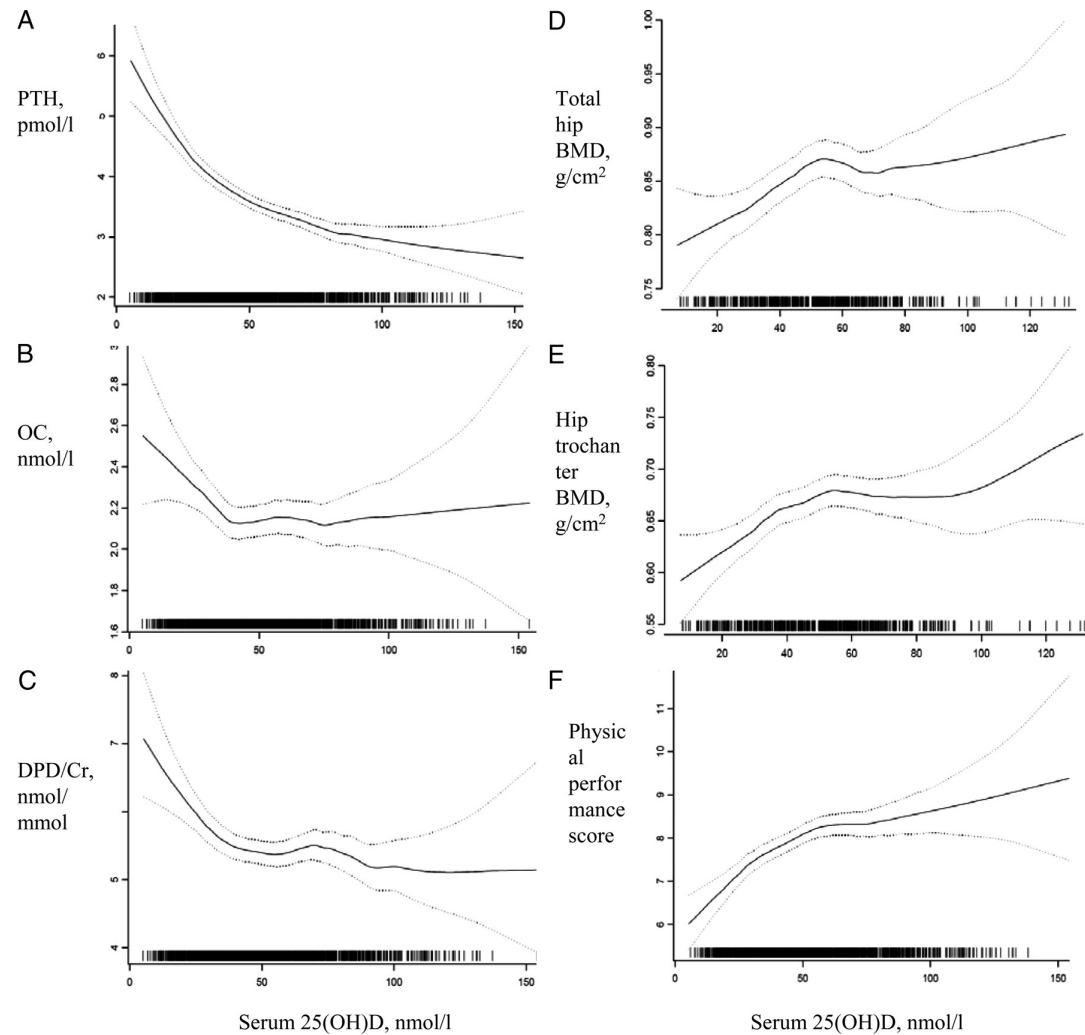 A
PTH,
pmol/l
6
5
4
3
2
0 50 100 150
B
OC,
nmol/l
3
2.8
2.6
2.4
2.2
2.0
1.8
1.6
0 50 100 150
C
DPD/Cr,
nmol/
mmol
8
7
5
4
0 50 100 150
Serum 25(OH)D, nmol/l
D
Total
hip
BMD,
g/cm²
1.00
0.95
0.90
0.85
0.80
0.75
20 40 60 80 100 120
E
Hip
trochan
ter
BMD,
g/cm²
0.80
0.75
0.70
0.65
0.60
0.55
20 40 60 80 100 120
F
Physic
al
perfor
mance
score
11
10
9
8
7
6
0 50 100 150
Serum 25(OH)D, nmol/l